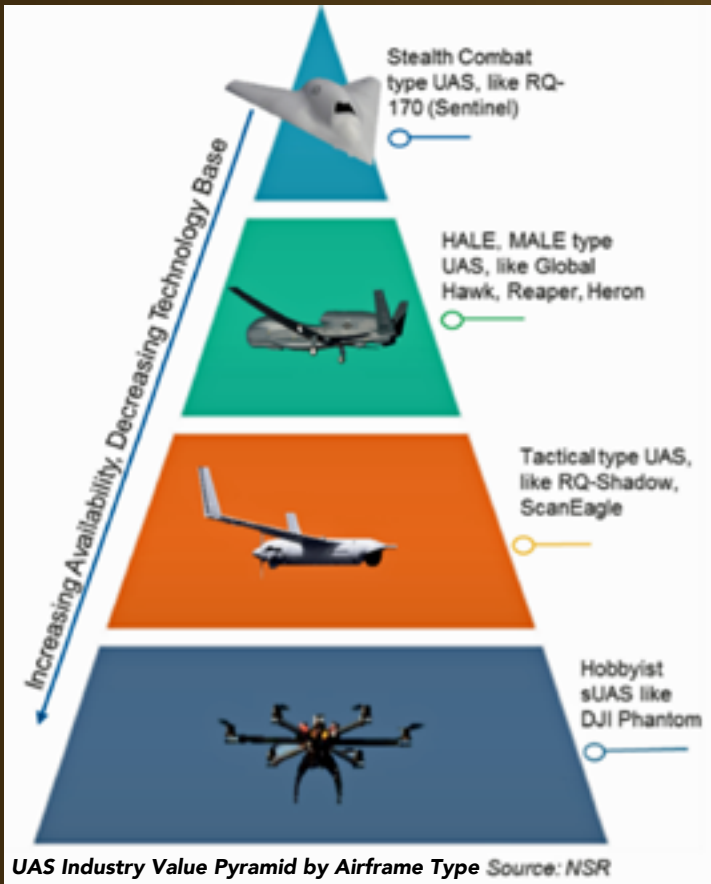 Stealth Combat
type UAS, like RQ-
170 (Sentinel)
HALE, MALE type
UAS, like Global
Hawk, Reaper, Heron
Tactical type UAS,
like RQ-Shadow,
ScanEagle
Hobbyist
sUAS like
DJI Phantom
Increasing Availability, Decreasing Technology Base
UAS Industry Value Pyramid by Airframe Type Source: NSR